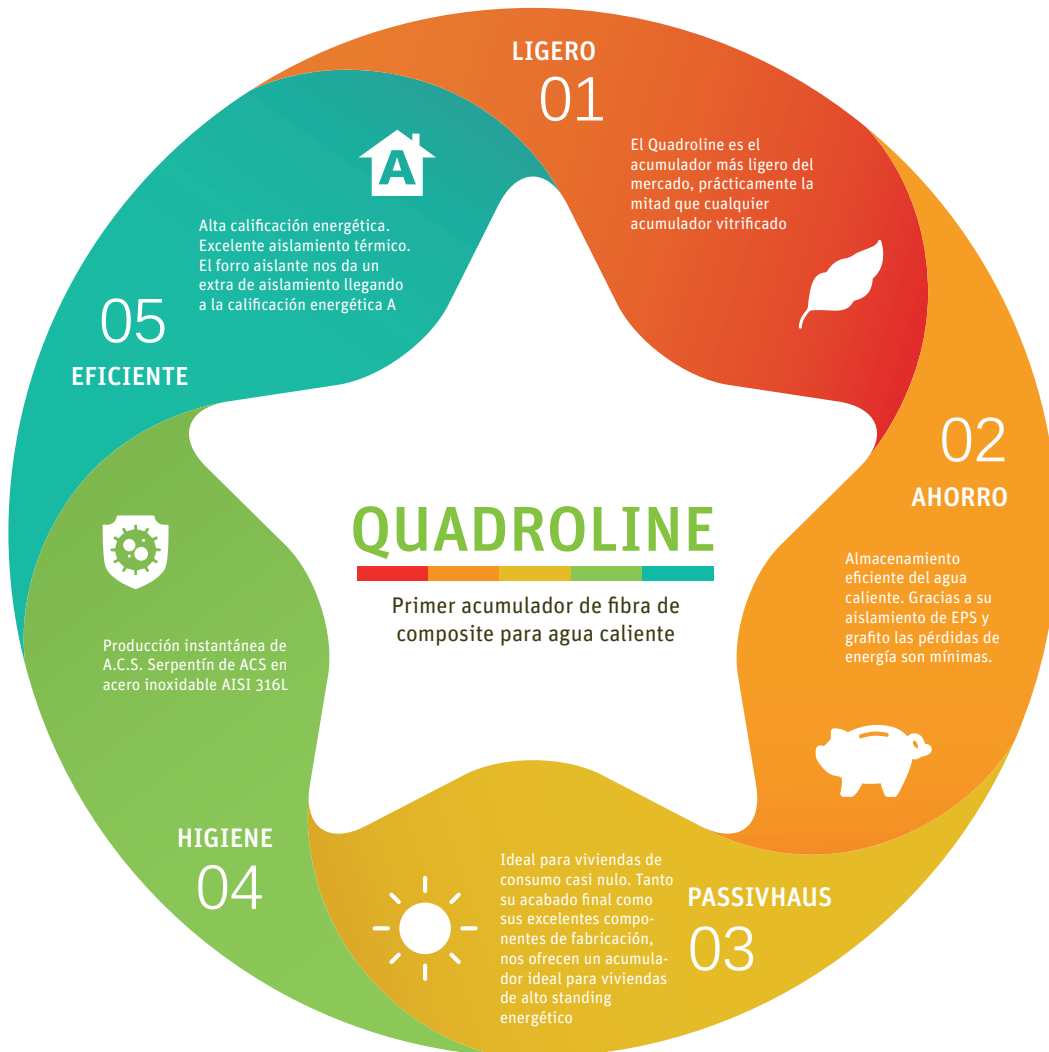 LIGERO
01
El Quadroline es el
acumulador más ligero del
mercado, prácticamente la
mitad que cualquier
acumulador vitrificado
02
AHORRO
Almacenamiento
eficiente del agua
caliente. Gracias a su
aislamiento de EPS y
grafito las pérdidas de
energía son mínimas.
PASSIVHAUS
03
Ideal para viviendas de
consumo casi nulo. Tanto
su acabado final como
sus excelentes compo-
nentes de fabricación,
nos ofrecen un acumula-
dor ideal para viviendas
de alto standing
energético
HIGIENE
04
Producción instantánea de
A.C.S. Serpentín de ACS en
acero inoxidable AISI 316L
05
EFICIENTE
A
Alta calificación energética.
Excelente aislamiento térmico.
El forro aislante nos da un
extra de aislamiento llegando
a la calificación energética A
QUADROLINE
Primer acumulador de fibra de
composite para agua caliente